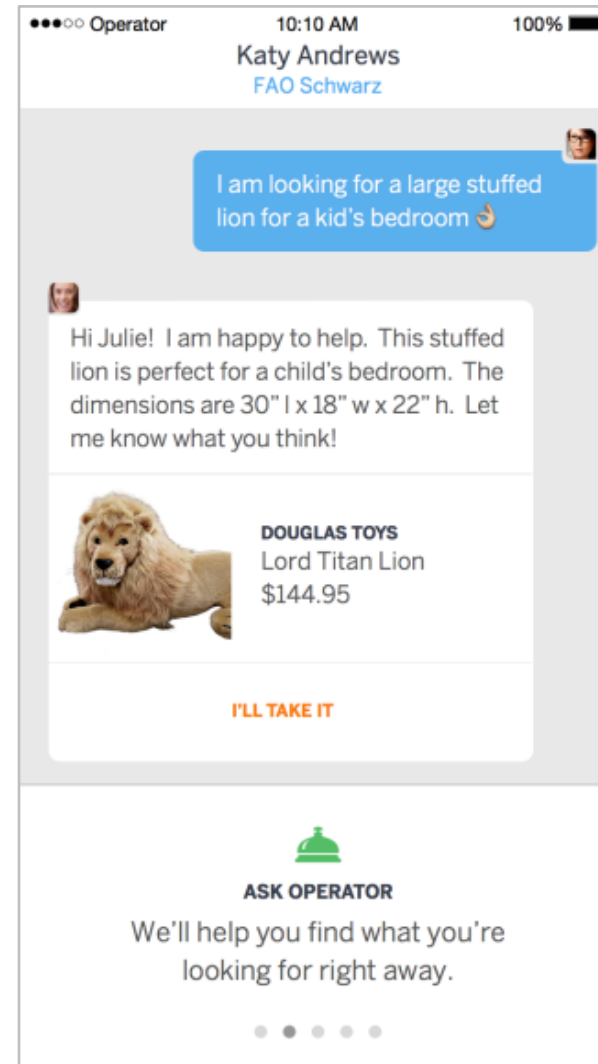 Operator 10:10 AM 100%
Katy Andrews
FAO Schwarz
I am looking for a large stuffed
lion for a kid's bedroom 👌🏼
Hi Julie! I am happy to help. This stuffed
lion is perfect for a child's bedroom. The
dimensions are 30" l x 18" w x 22" h. Let
me know what you think!
DOUGLAS TOYS
Lord Titan Lion
$144.95
I'LL TAKE IT
ASK OPERATOR
We'll help you find what you're
looking for right away.